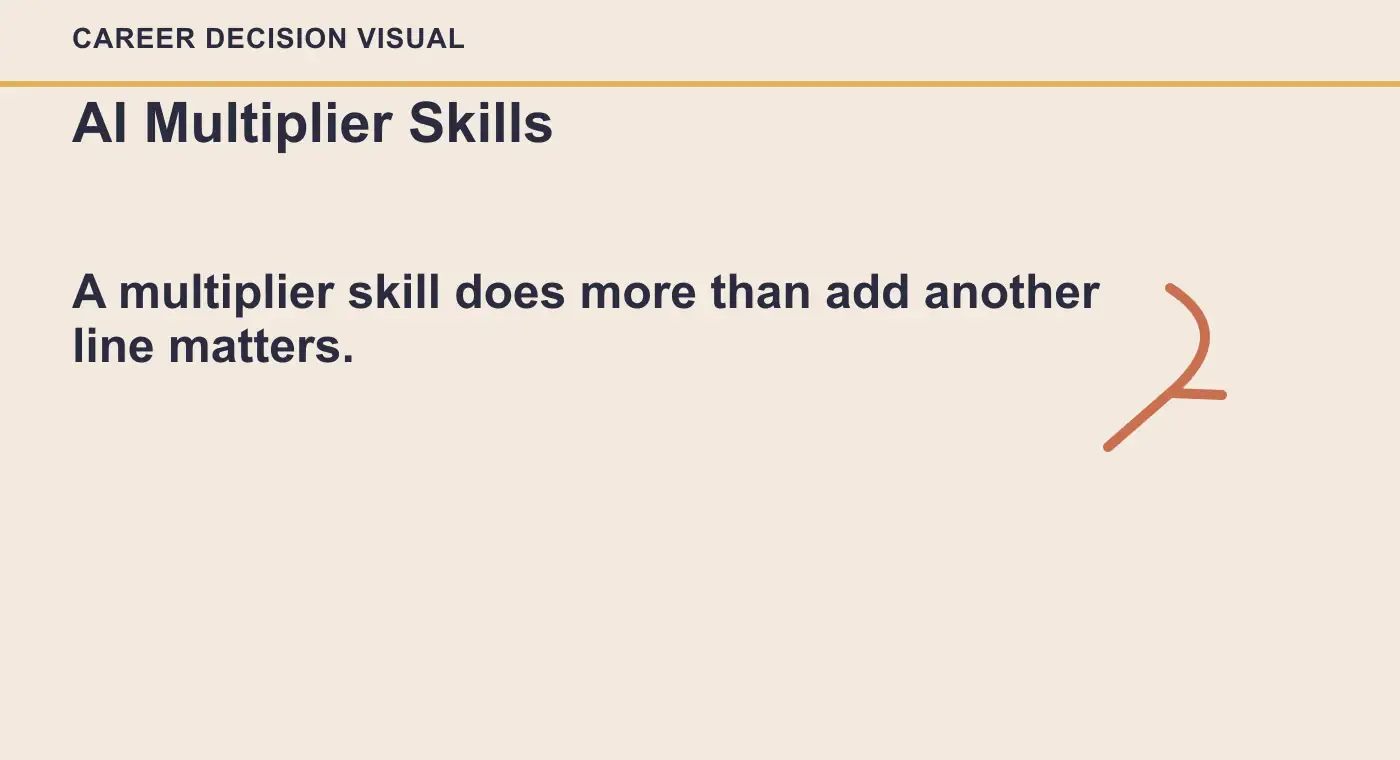 CAREER DECISION VISUAL
AI Multiplier Skills
A multiplier skill does more than add another
line matters.